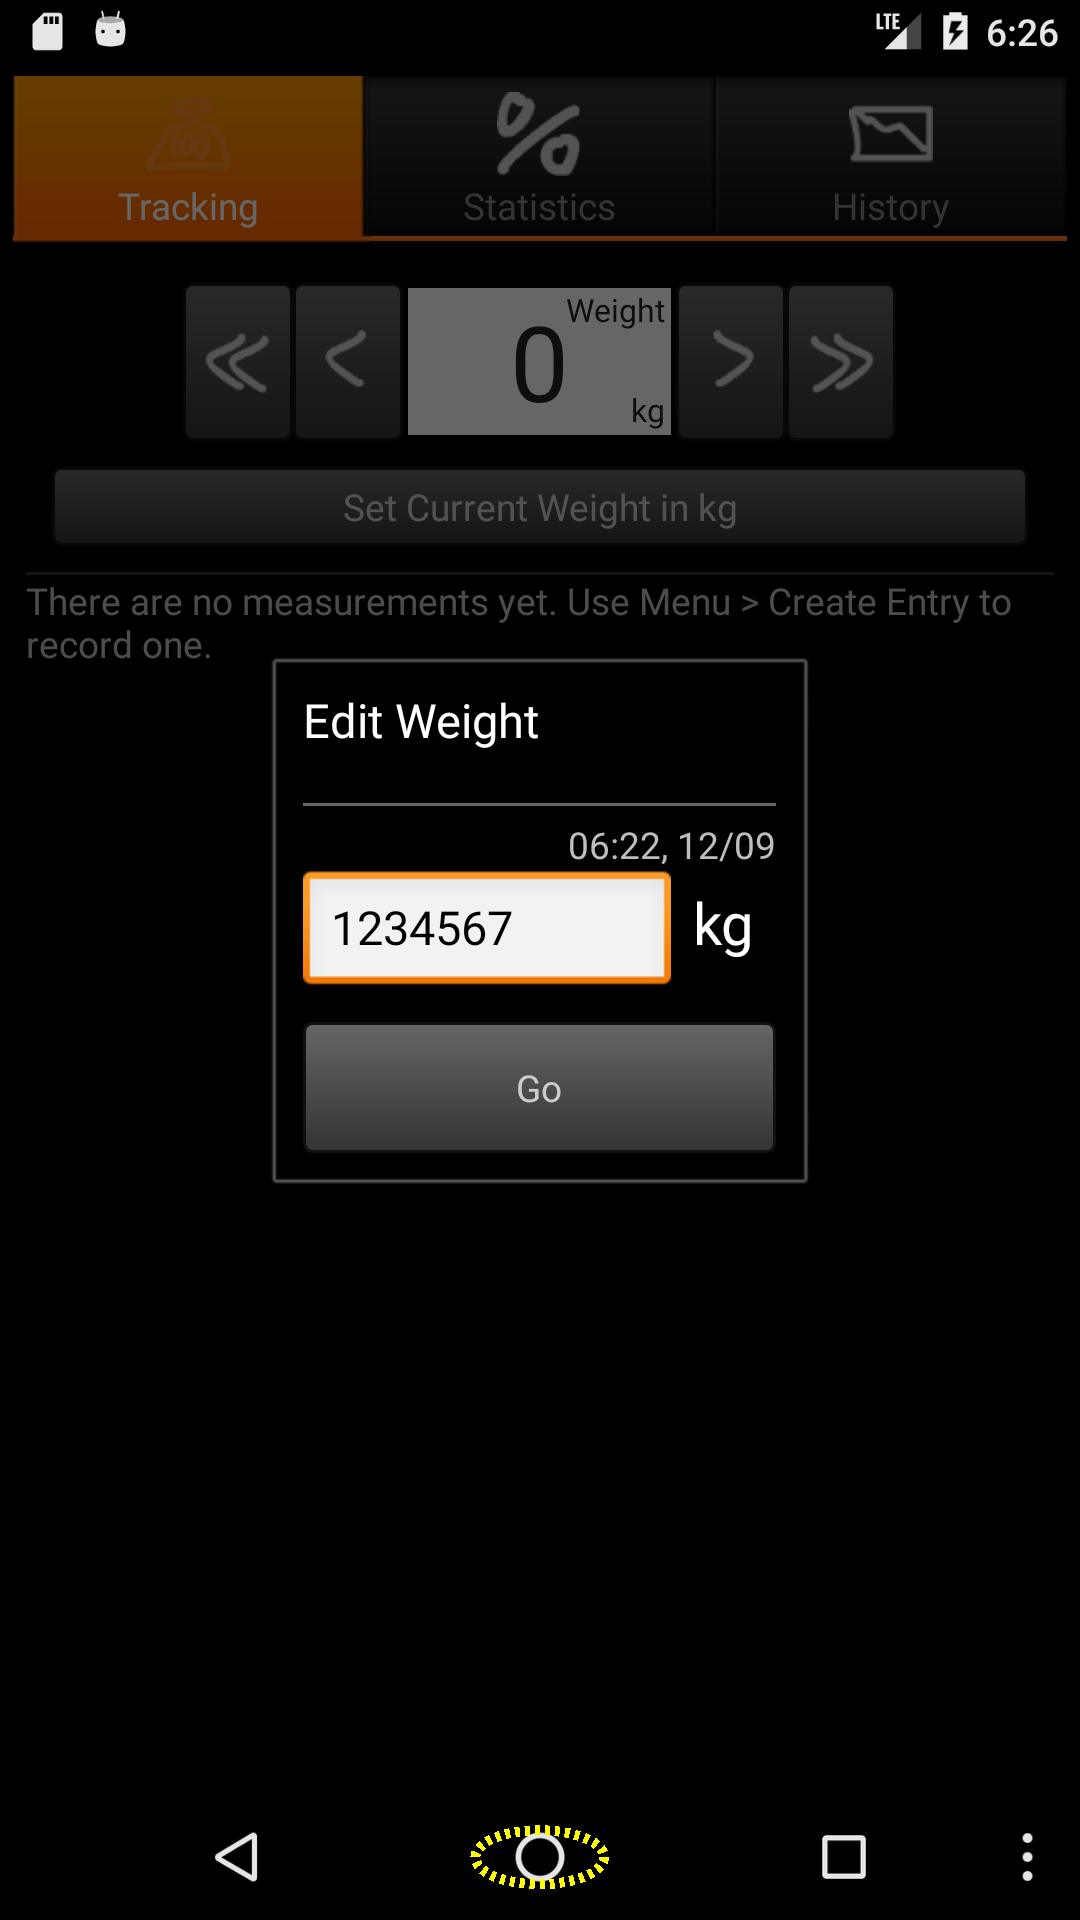 LTE 6:26
Tracking Statistics History
Weight
0
kg
Set Current Weight in kg
There are no measurements yet. Use Menu > Create Entry to
record one.
Edit Weight
06:22, 12/09
1234567 kg
Go